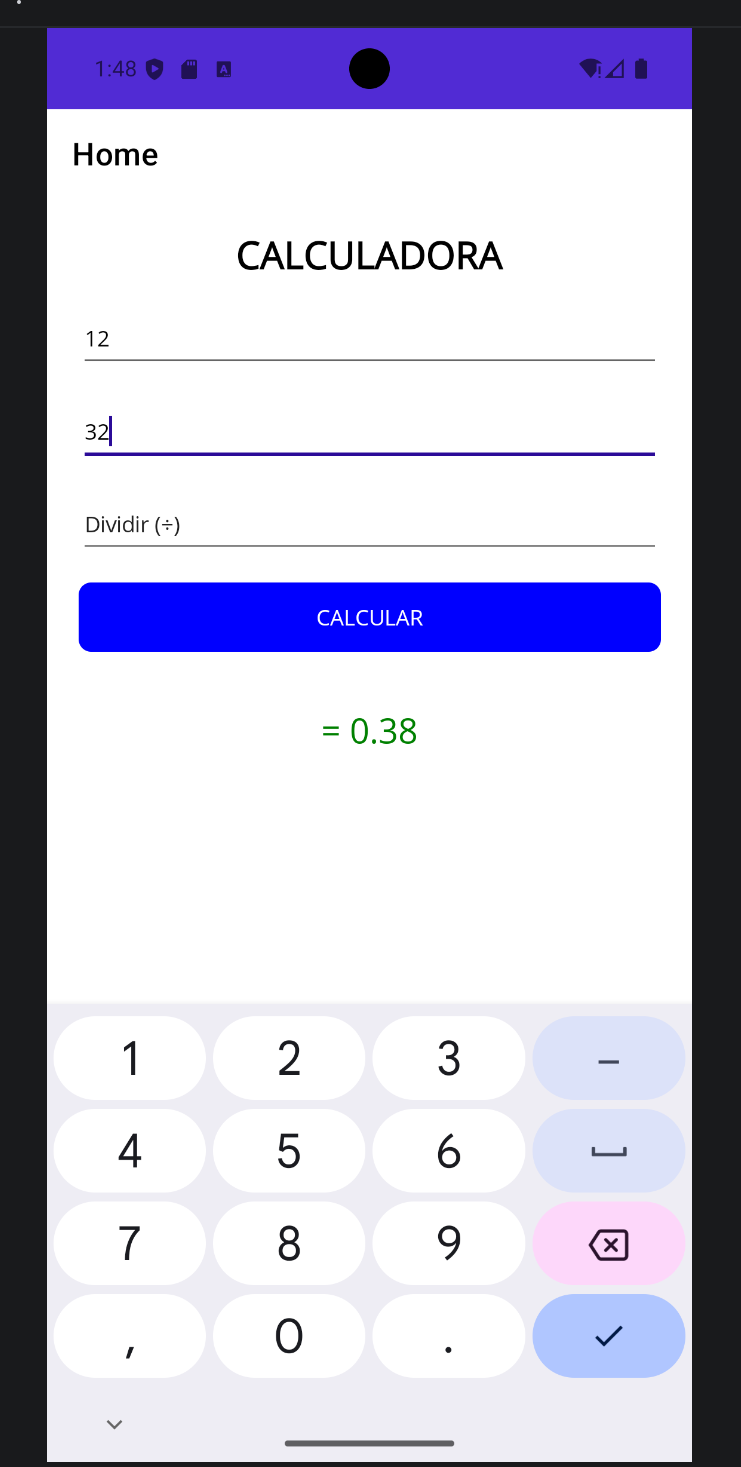 1:48
Home
CALCULADORA
12
32
Dividir (÷)
CALCULAR
= 0.38
1 2 3 –
4 5 6
7 8 9
, 0 .